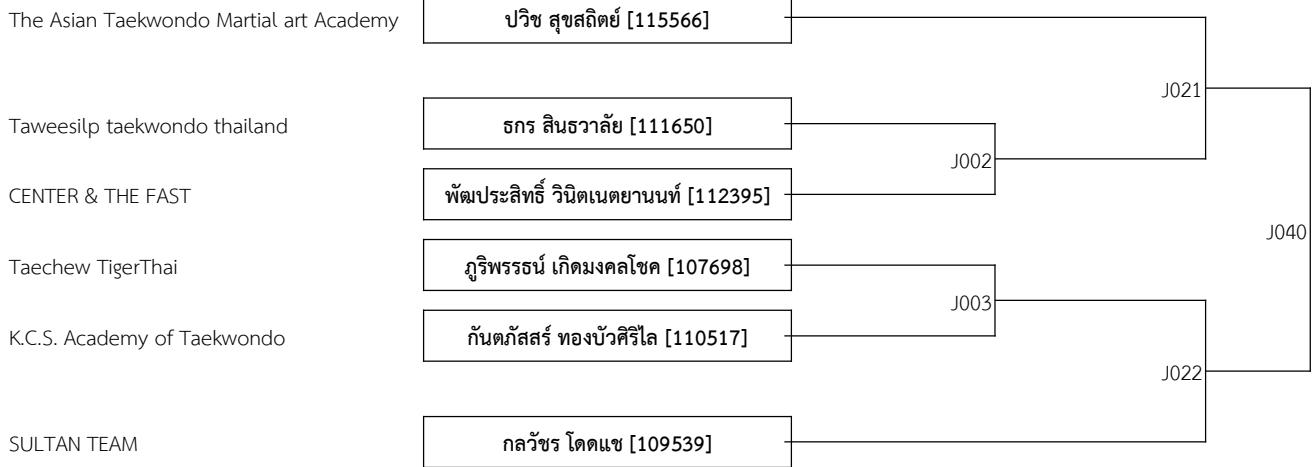 The Asian Taekwondo Martial art Academy ปวิช สุขสถิตย์ [115566]
J021
Taweesilp taekwondo thailand ธกร สินธวาลัย [111650]
J002
CENTER & THE FAST พัฒประสิทธิ์ วินิตเนตยานนท์ [112395]
J040
Taechew TigerThai ภูริพรรธน์ เกิดมงคลโชค [107698]
J003
K.C.S. Academy of Taekwondo กันตภัสสร์ ทองบัวศิริไล [110517]
J022
SULTAN TEAM กลวัชร โดดแช [109539]